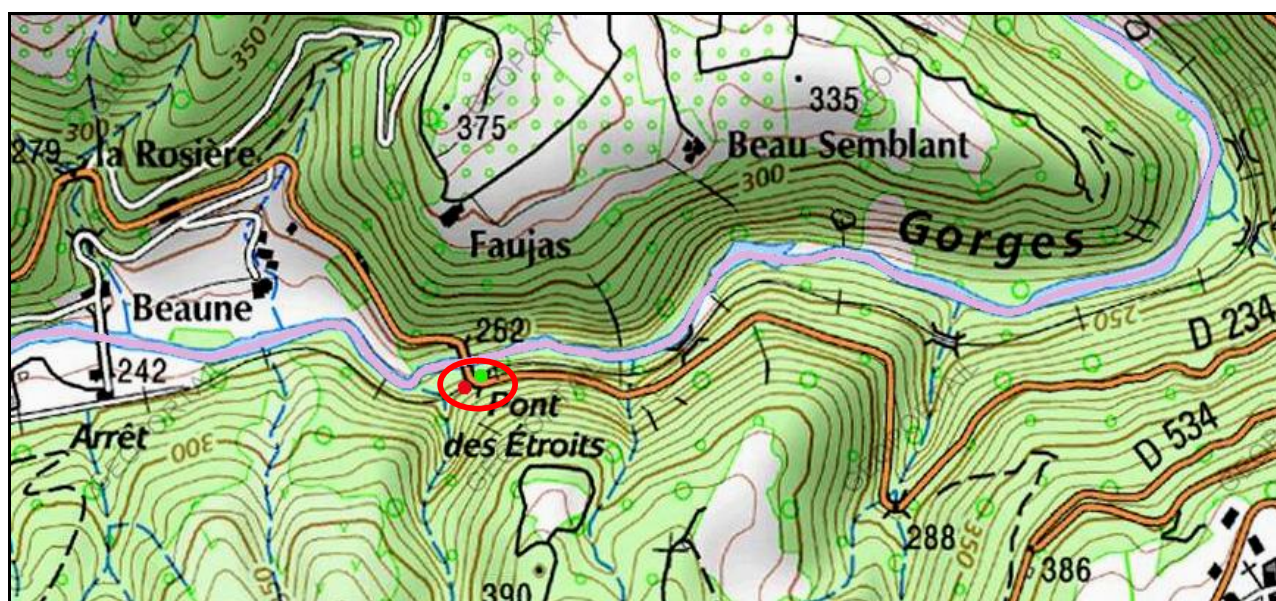 350
375
335
la Rosière
279
300
Beau Semblant
300
Faujas
Gorges
Beaune
252
250
D 234
242
Pont
des Étroits
Arrêt
300
D 534
288
350
386
390